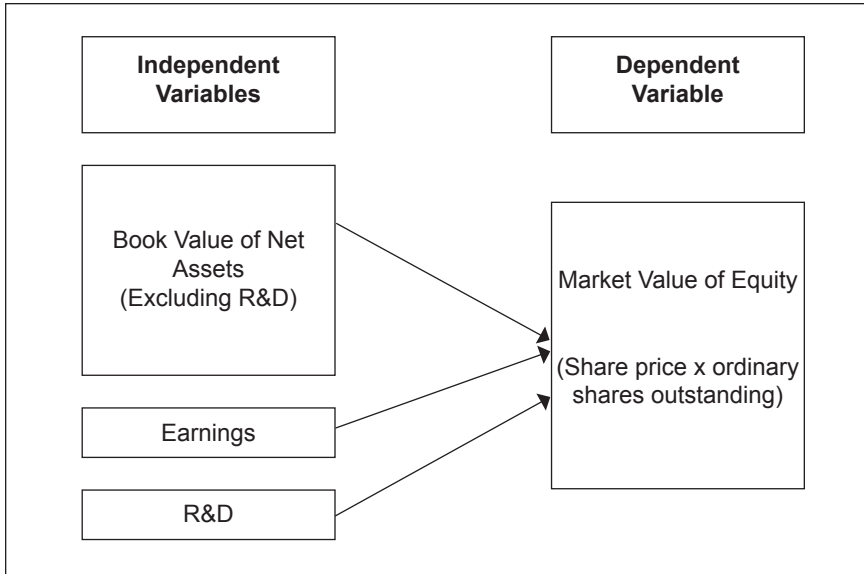 Independent
Variables
Dependent
Variable
Book Value of Net
Assets
(Excluding R&D)
Market Value of Equity
(Share price x ordinary
shares outstanding)
Earnings
R&D